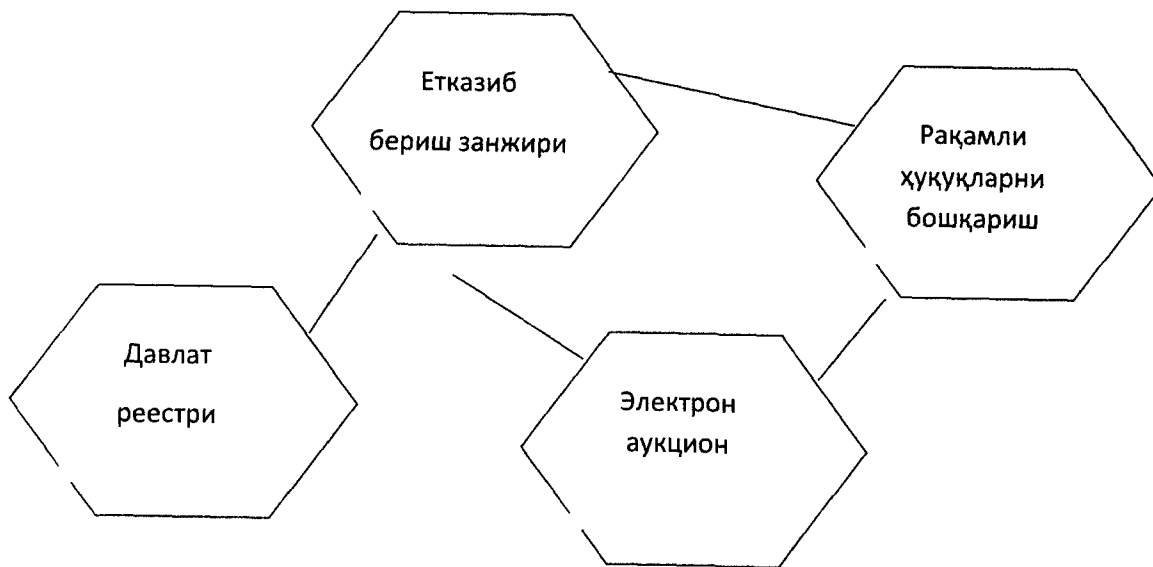 Етказиб
бериш занжири
Рақамли
ҳуқуқларни
бошқариш
Давлат
реестри
Электрон
аукцион